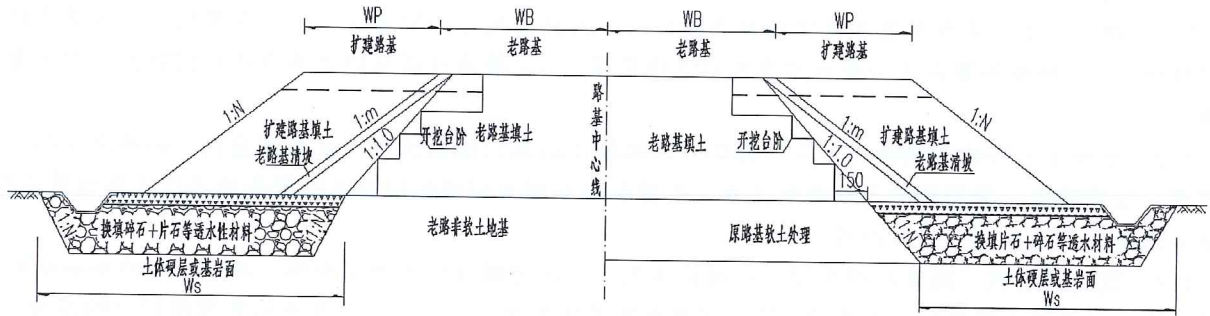 WP WB WB WP
扩建路基 老路基 老路基 扩建路基
1:N 1:m 1:1.0 扩建路基填土 老路基清坡 开挖台阶 老路基填土
路基中心线
老路基填土 开挖台阶 1:1.0 1:m 扩建路基填土 老路基清坡 1:N
150
1:N 换填碎石+片石等透水性材料 1:N 老路非软土地基 原路基软土处理 1:N 换填片石+碎石等透水材料
土体硬层或基岩面 土体硬层或基岩面
Ws Ws